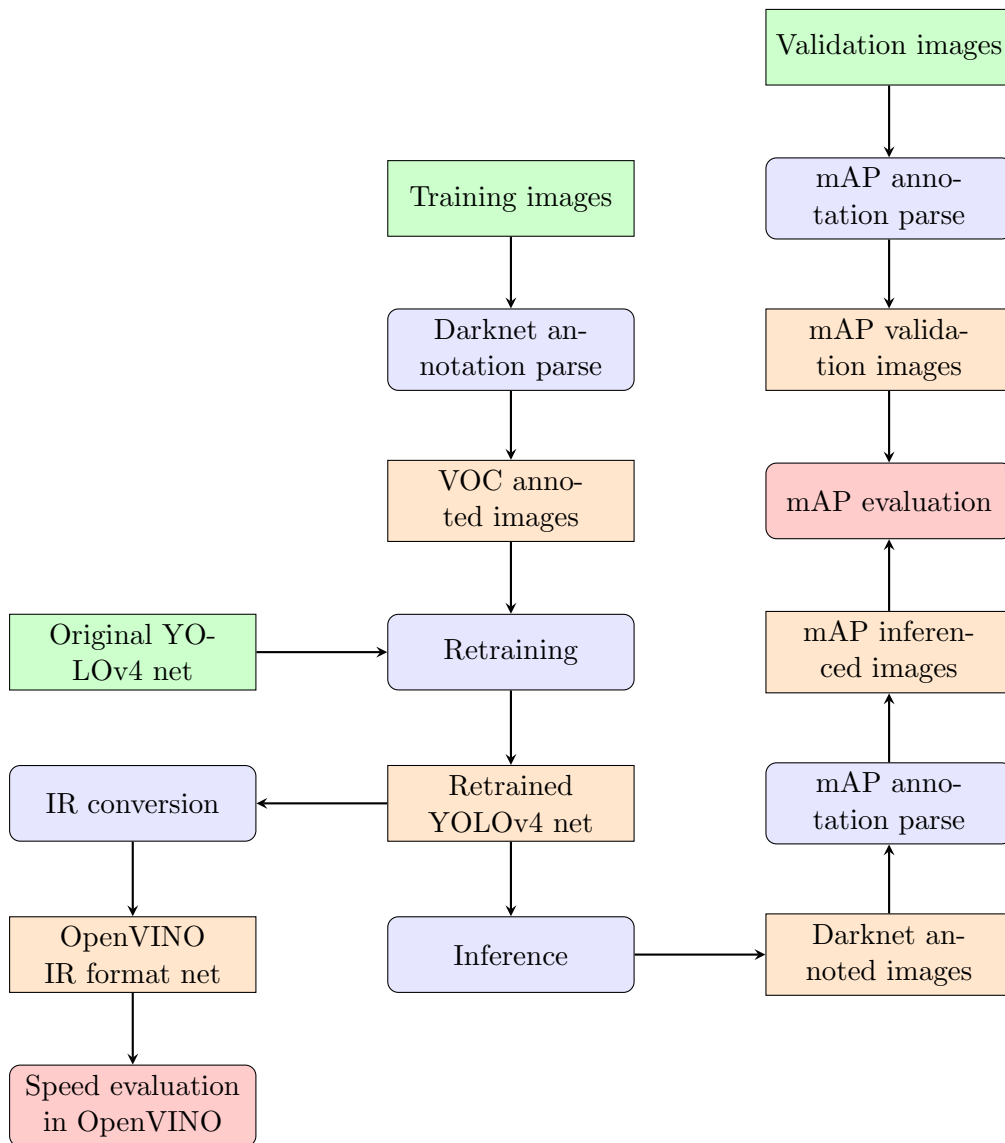 Validation images
mAP anno-
tation parse
Training images
Darknet an-
notation parse
mAP valida-
tion images
VOC anno-
ted images
mAP evaluation
Original YO-
LOv4 net
Retraining
mAP inferen-
ced images
IR conversion
Retrained
YOLOv4 net
mAP anno-
tation parse
OpenVINO
IR format net
Inference
Darknet an-
noted images
Speed evaluation
in OpenVINO